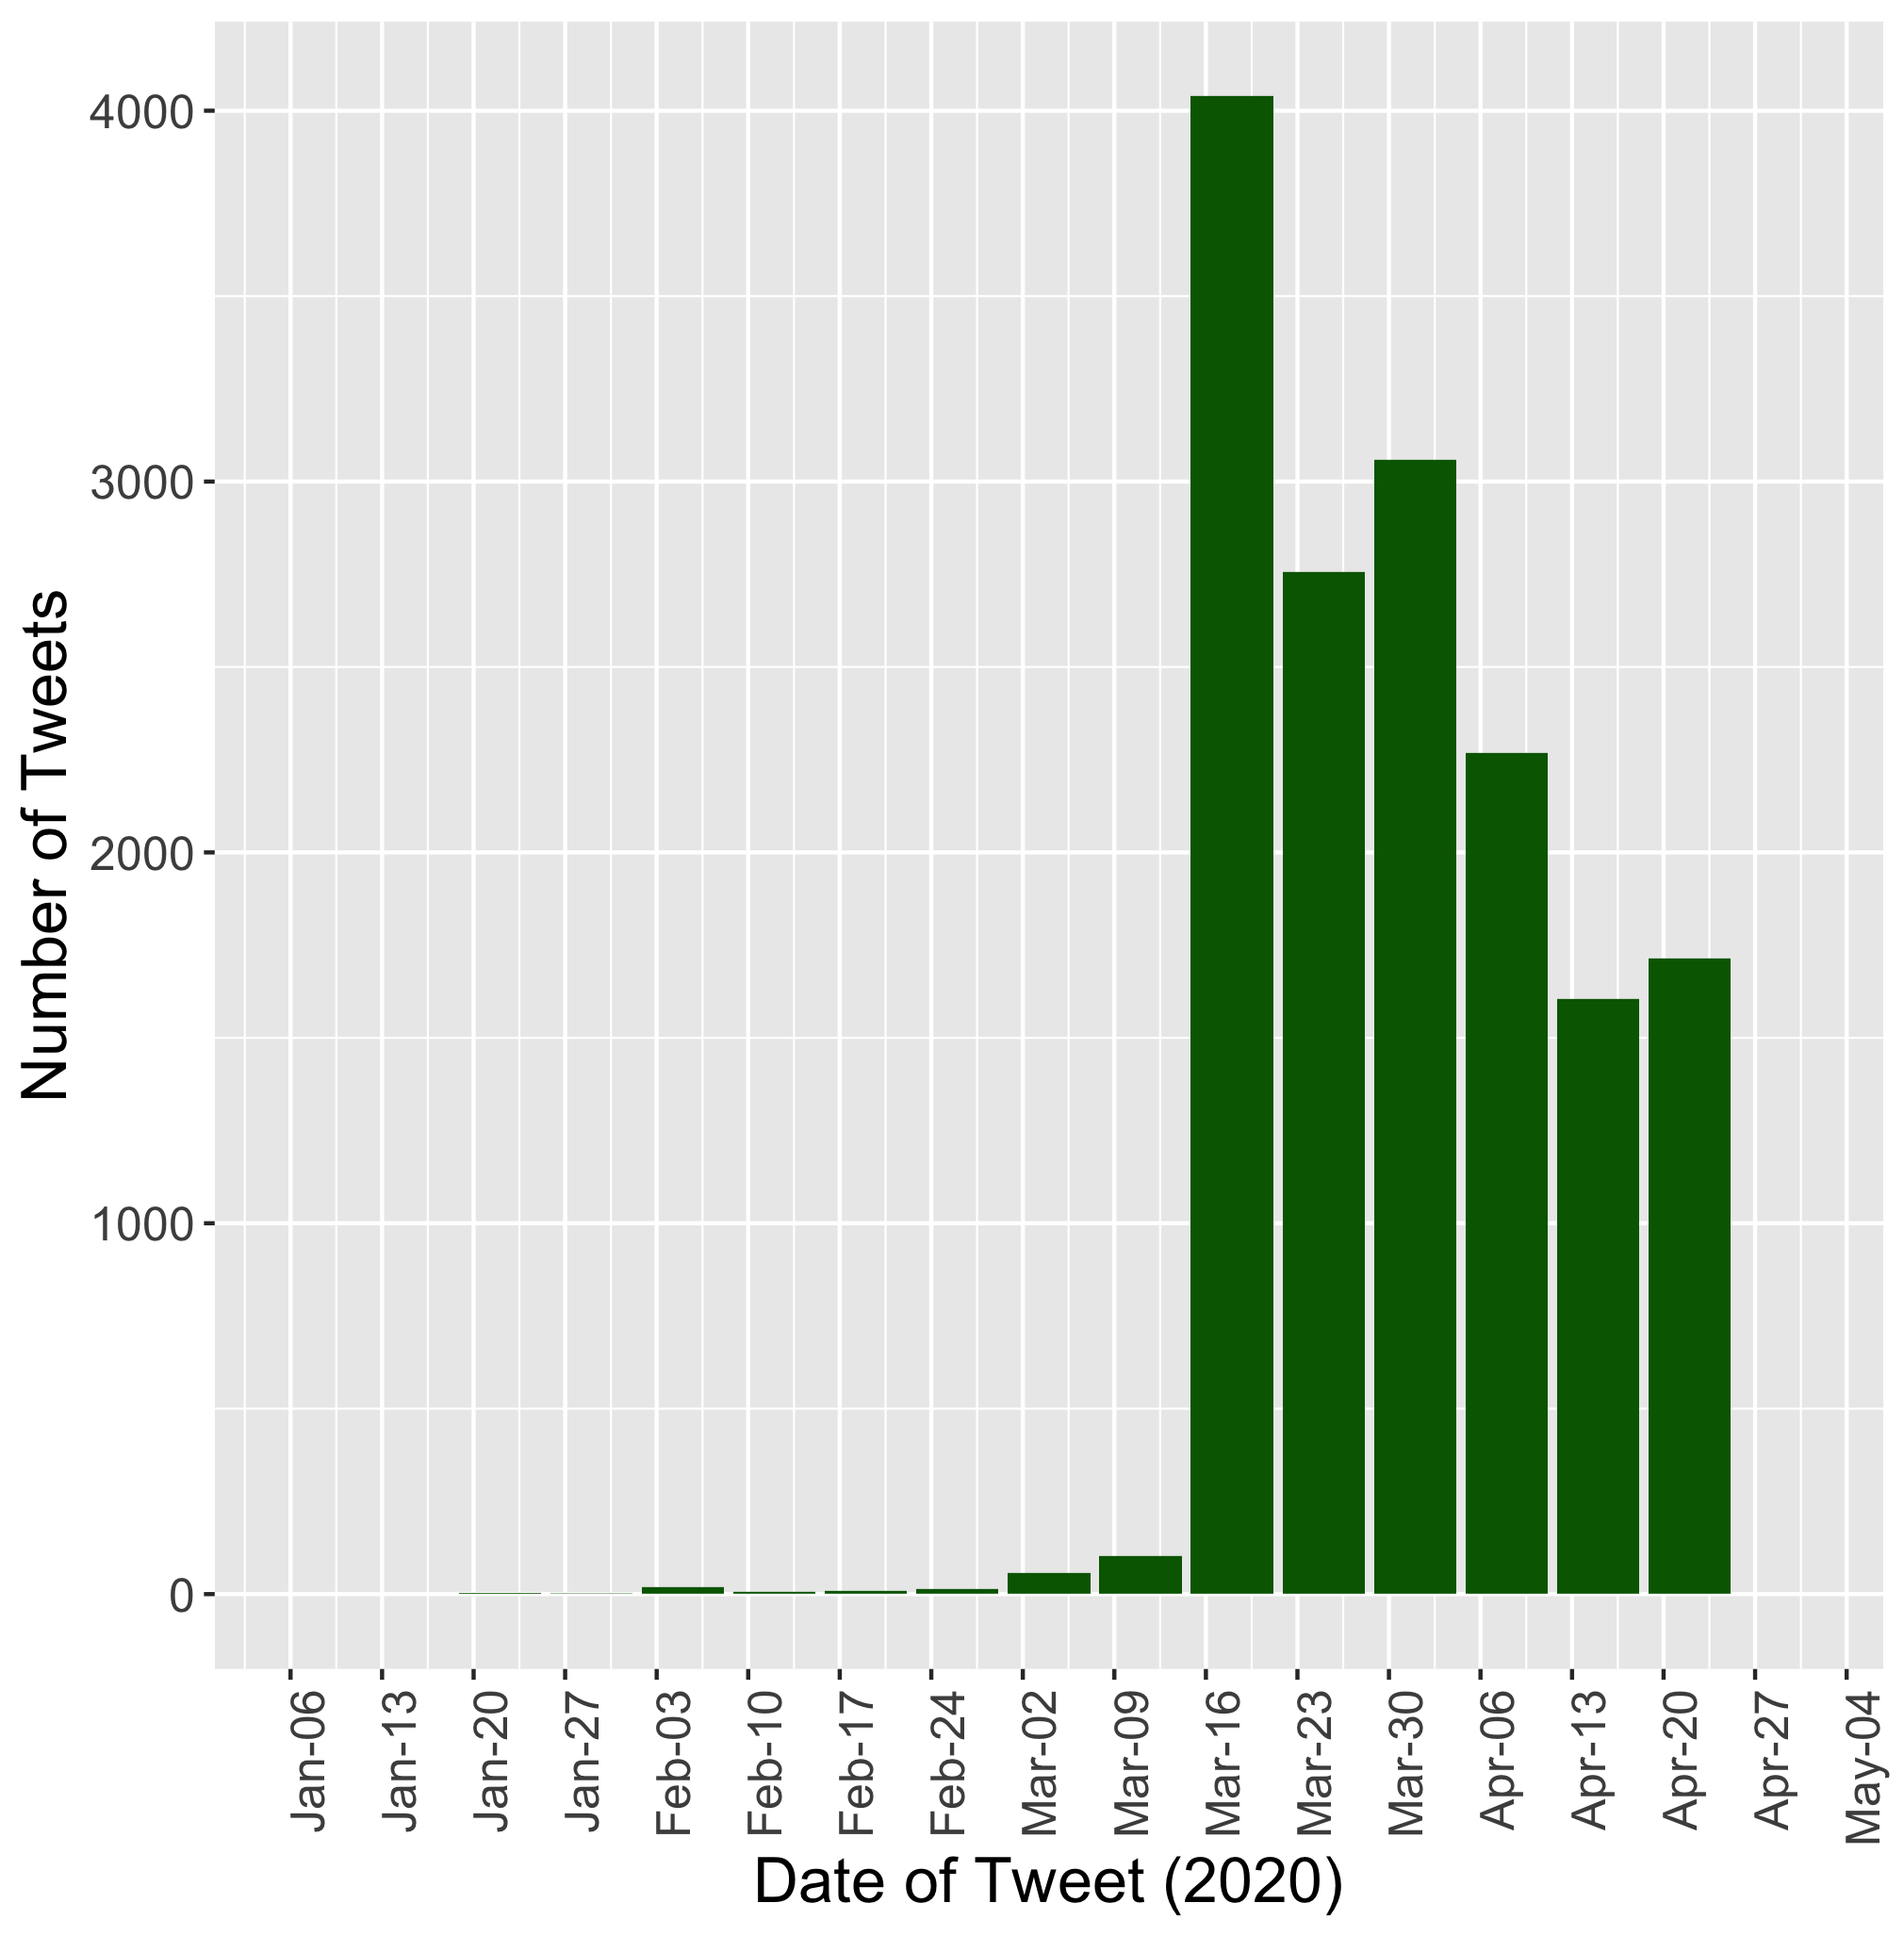 Number of Tweets
4000
3000
2000
1000
0
Jan-06
Jan-13
Jan-20
Jan-27
Feb-03
Feb-10
Feb-17
Feb-24
Mar-02
Mar-09
Mar-16
Mar-23
Mar-30
Apr-06
Apr-13
Apr-20
Apr-27
May-04
Date of Tweet (2020)